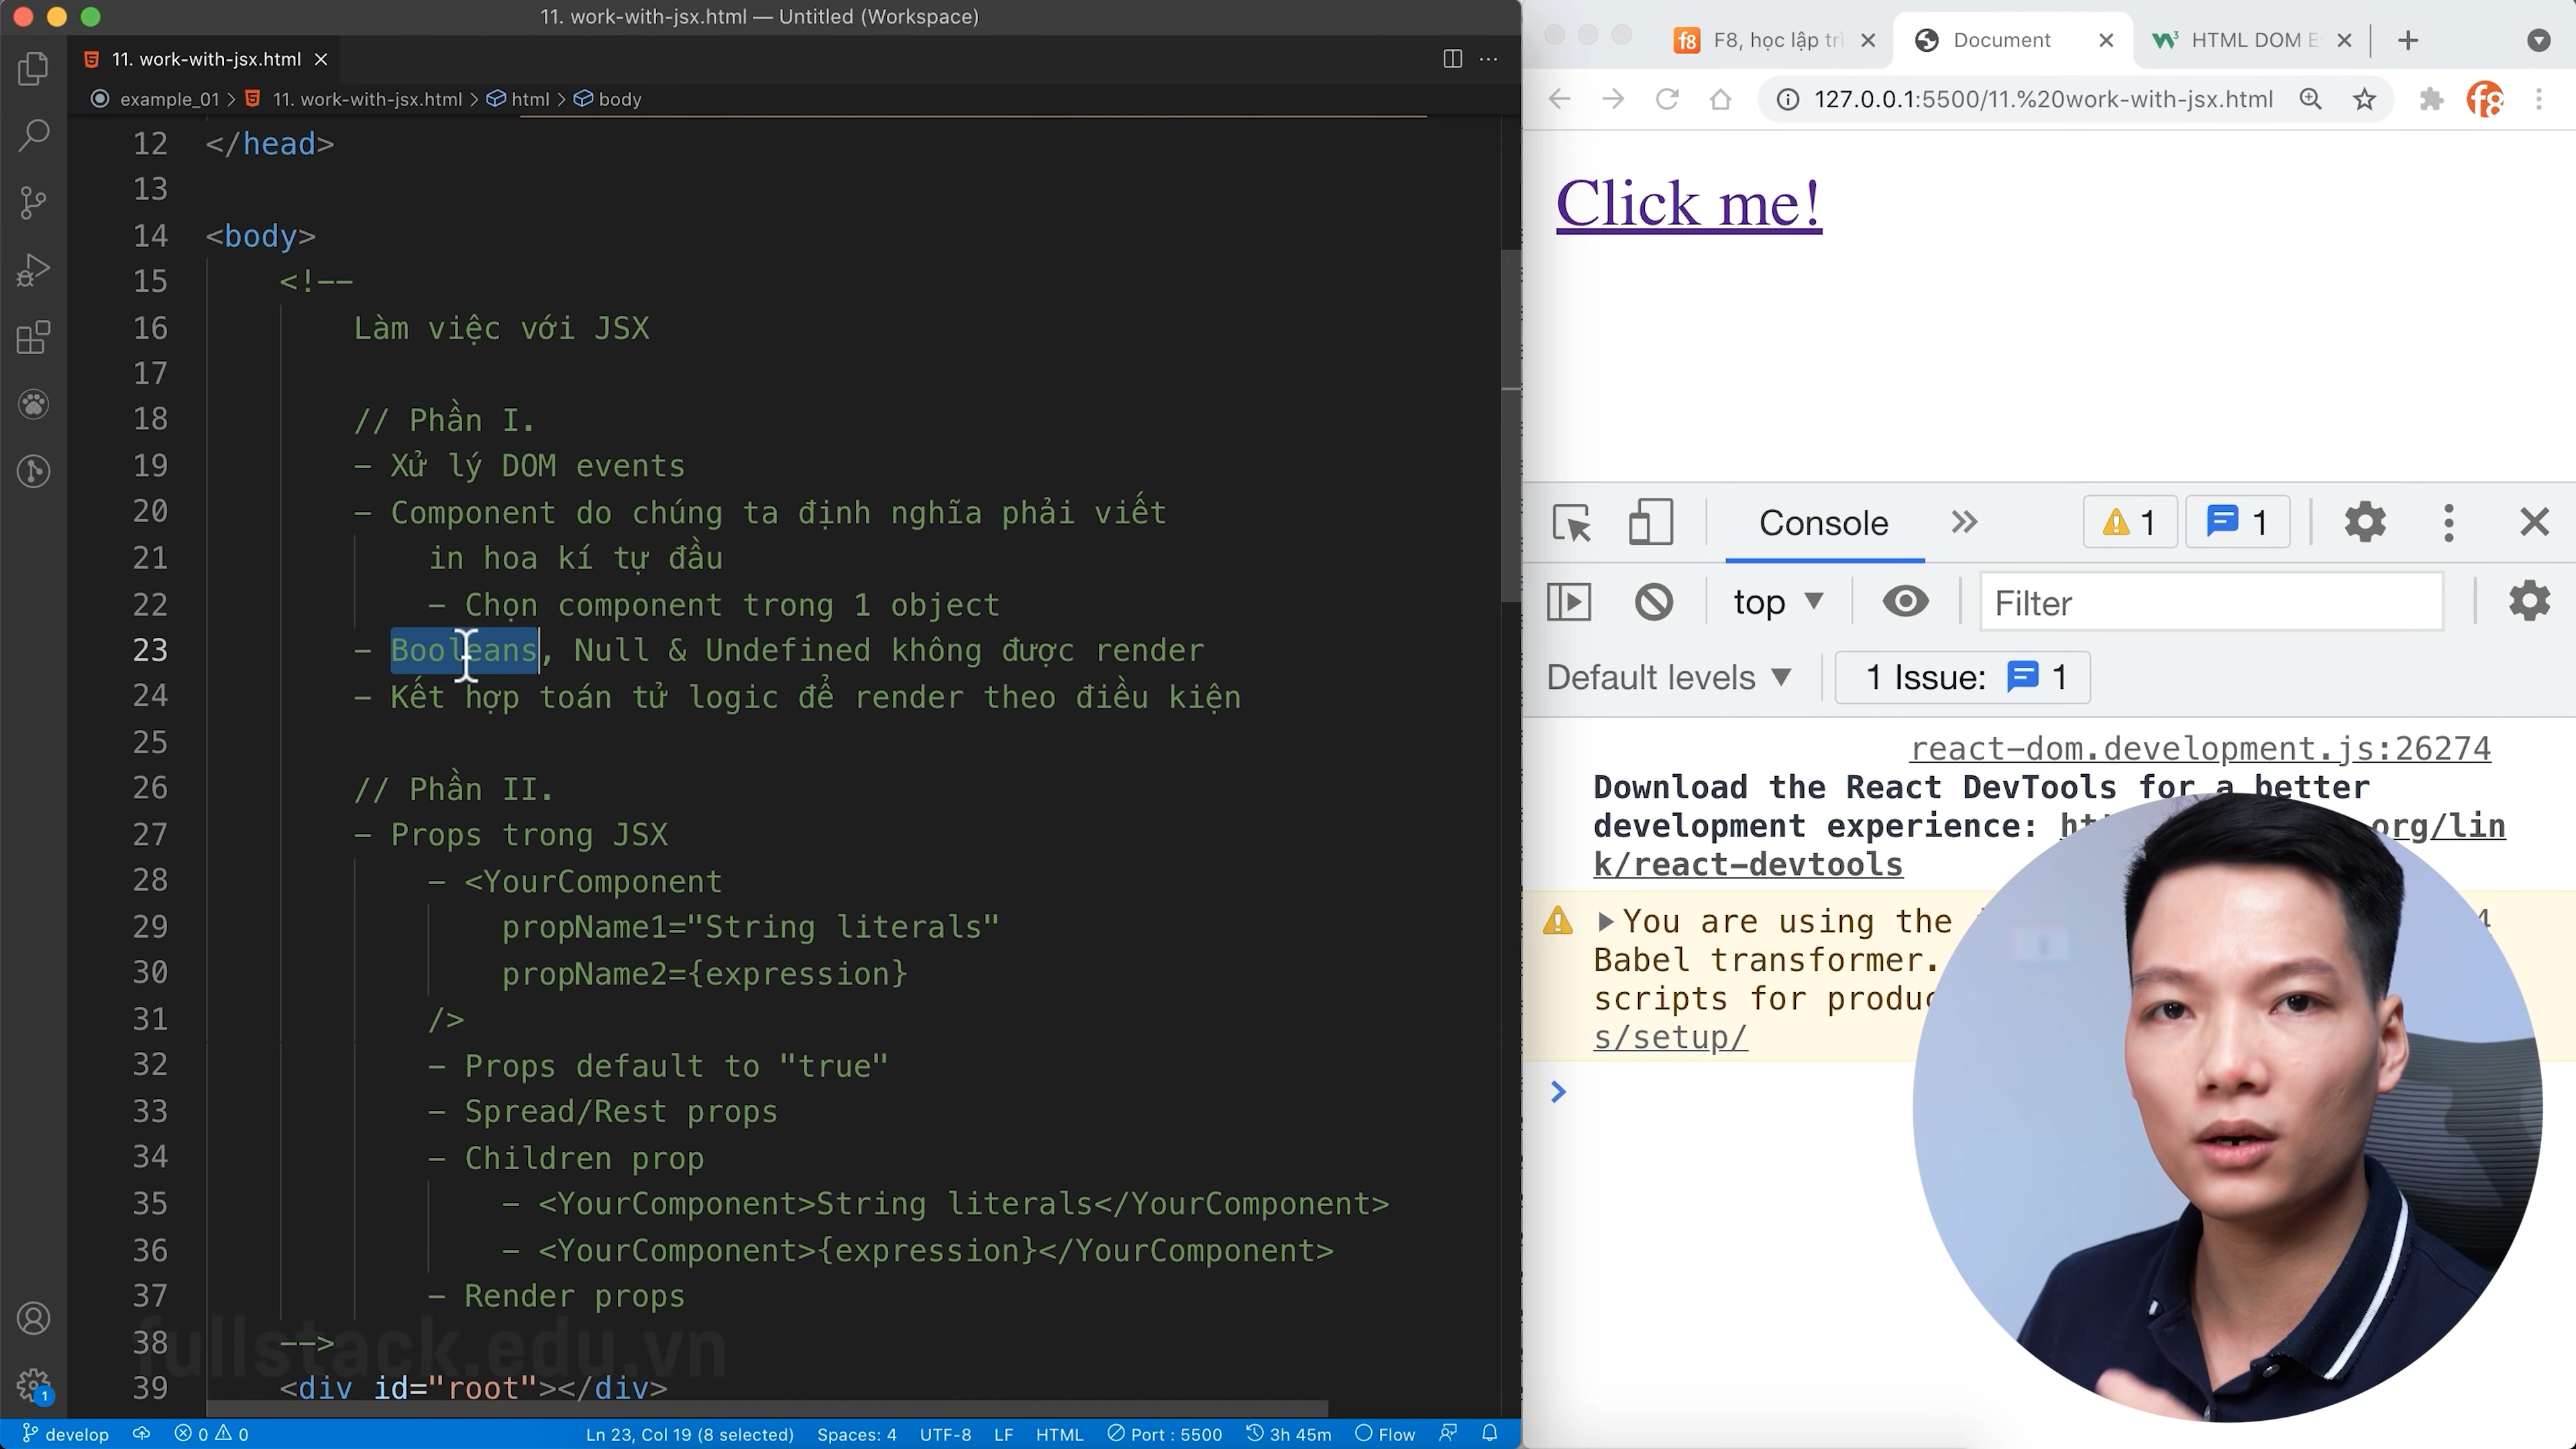 11. work-with-jsx.html — Untitled (Workspace)
11. work-with-jsx.html
example_01 > 11. work-with-jsx.html > html > body
12 </head>
13
14 <body>
15 <!--
16 Làm việc với JSX
17
18 // Phần I.
19 - Xử lý DOM events
20 - Component do chúng ta định nghĩa phải viết
21 in hoa kí tự đầu
22 - Chọn component trong 1 object
23 - Booleans, Null & Undefined không được render
24 - Kết hợp toán tử logic để render theo điều kiện
25
26 // Phần II.
27 - Props trong JSX
28 - <YourComponent
29 propName1="String literals"
30 propName2={expression}
31 />
32 - Props default to "true"
33 - Spread/Rest props
34 - Children prop
35 - <YourComponent>String literals</YourComponent>
36 - <YourComponent>{expression}</YourComponent>
37 - Render props
38 -->
39 <div id="root"></div>
fullstack.edu.vn
1
develop 0 0 Ln 23, Col 19 (8 selected) Spaces: 4 UTF-8 LF HTML Port : 5500 3h 45m Flow
f8 F8, học lập trì Document HTML DOM E
127.0.0.1:5500/11.%20work-with-jsx.html f8
Click me!
Console 1 1
top Filter
Default levels 1 Issue: 1
react-dom.development.js:26274
Download the React DevTools for a better
development experience: org/lin
k/react-devtools
You are using the 4
Babel transformer.
scripts for produc
s/setup/